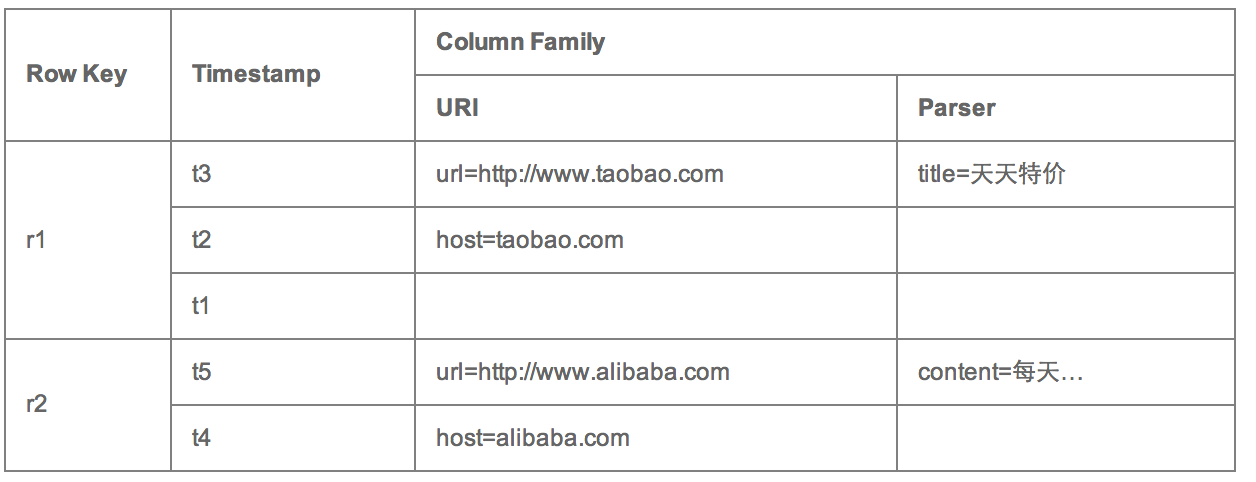 Column Family
Row Key Timestamp
URI Parser
t3 url=http://www.taobao.com title=天天特价
r1 t2 host=taobao.com
t1
t5 url=http://www.alibaba.com content=每天…
r2
t4 host=alibaba.com